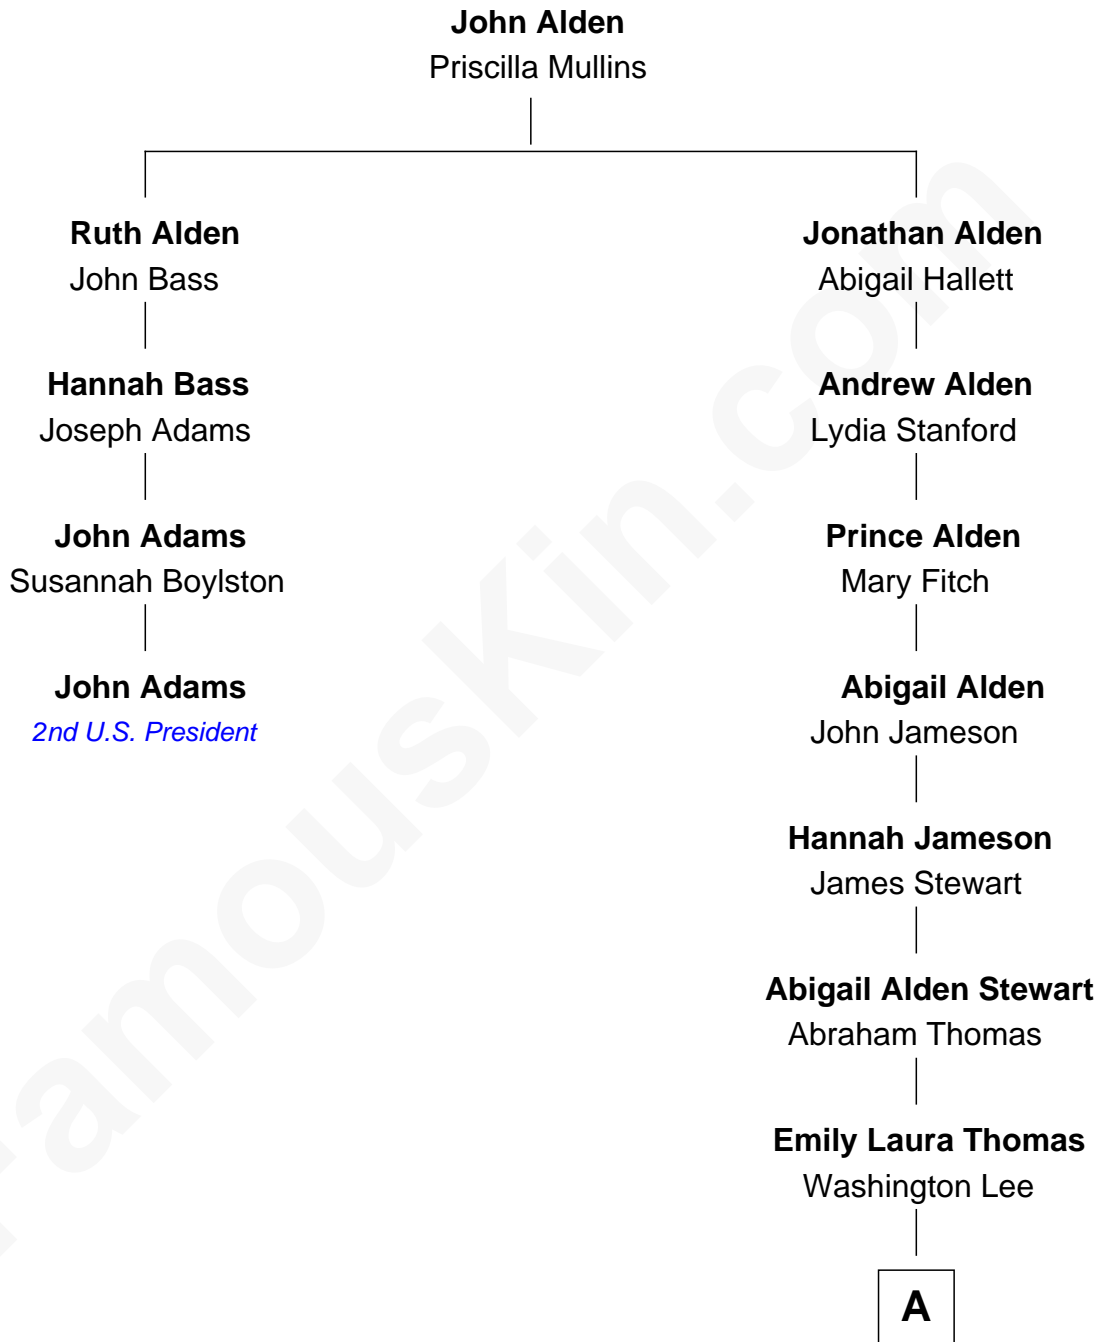 John Alden
Priscilla Mullins
Ruth Alden
John Bass
Hannah Bass
Joseph Adams
John Adams
Susannah Boylston
John Adams
2nd U.S. President
Jonathan Alden
Abigail Hallett
Andrew Alden
Lydia Stanford
Prince Alden
Mary Fitch
Abigail Alden
John Jameson
Hannah Jameson
James Stewart
Abigail Alden Stewart
Abraham Thomas
Emily Laura Thomas
Washington Lee
A
FamousKin.com